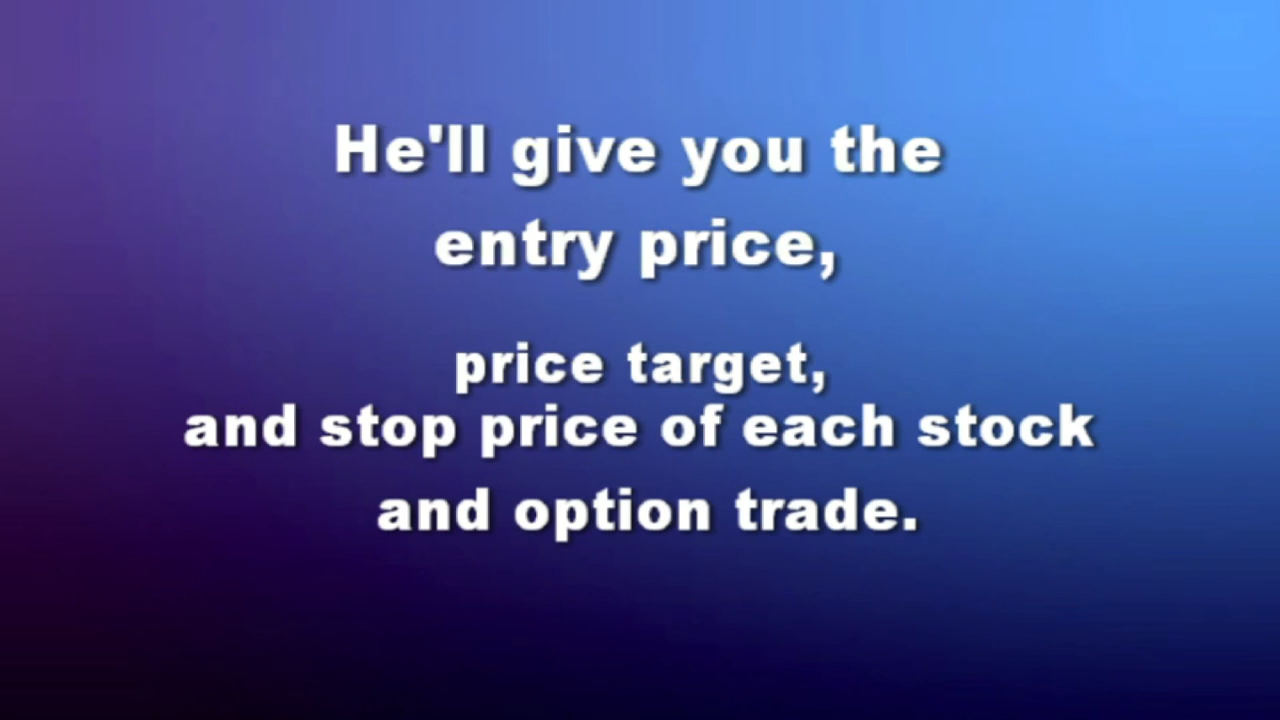 He'll give you the
entry price,
price target,
and stop price of each stock
and option trade.